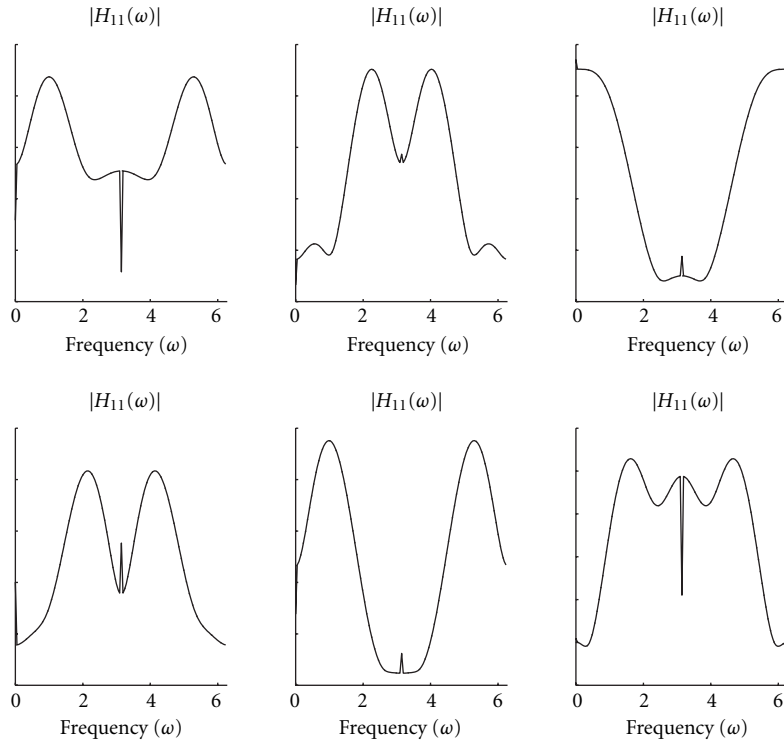 |H11(ω)| |H11(ω)| |H11(ω)|
0 2 4 6 0 2 4 6 0 2 4 6
Frequency (ω) Frequency (ω) Frequency (ω)
|H11(ω)| |H11(ω)| |H11(ω)|
0 2 4 6 0 2 4 6 0 2 4 6
Frequency (ω) Frequency (ω) Frequency (ω)